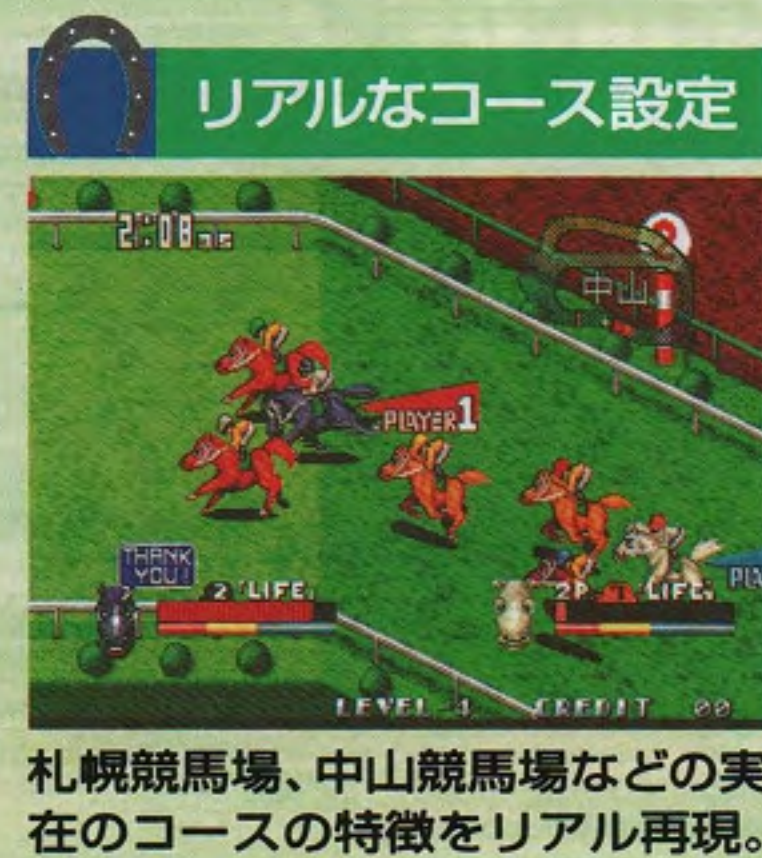 リアルなコース設定
2:08
中山
PLAYER1
THANK
YOU!
2 LIFE
2P LIFE
LEVEL 4 CREDIT 00
札幌競馬場、中山競馬場などの実
在のコースの特徴をリアル再現。